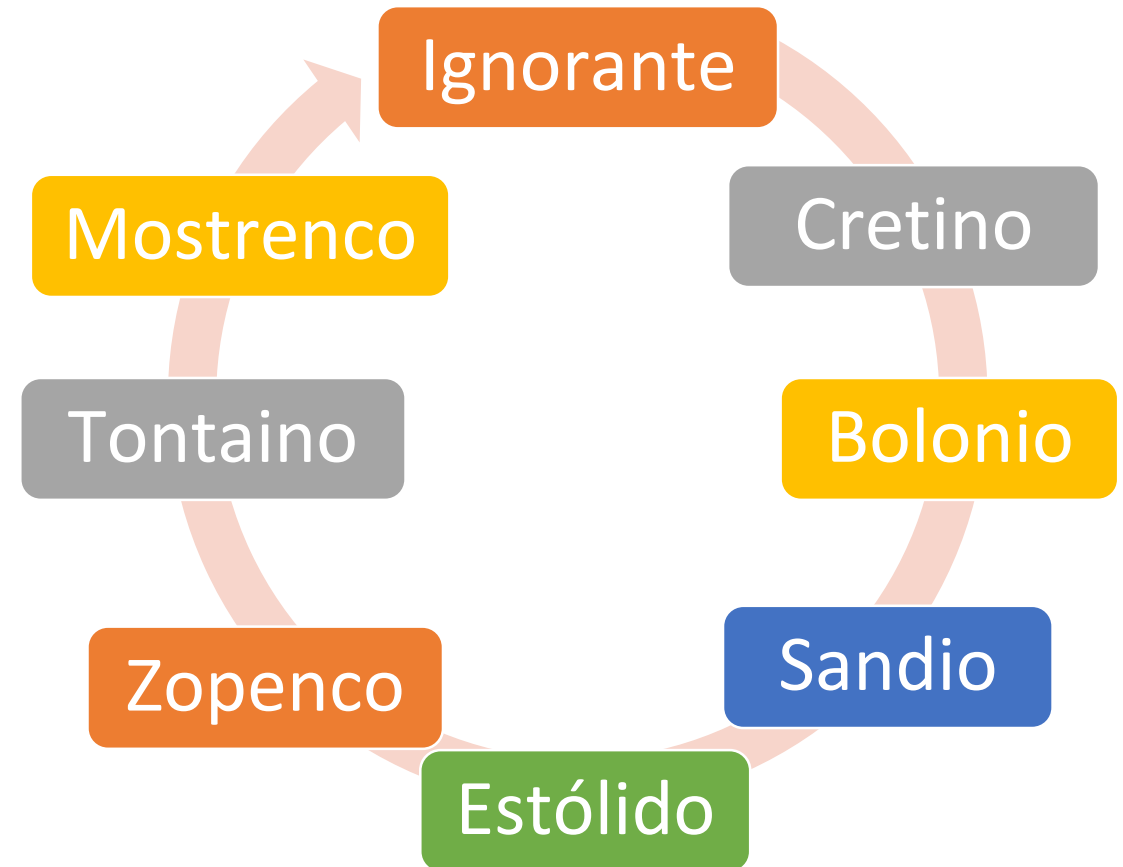 Ignorante
Cretino
Bolonio
Sandio
Estólido
Zopenco
Tontaino
Mostrenco